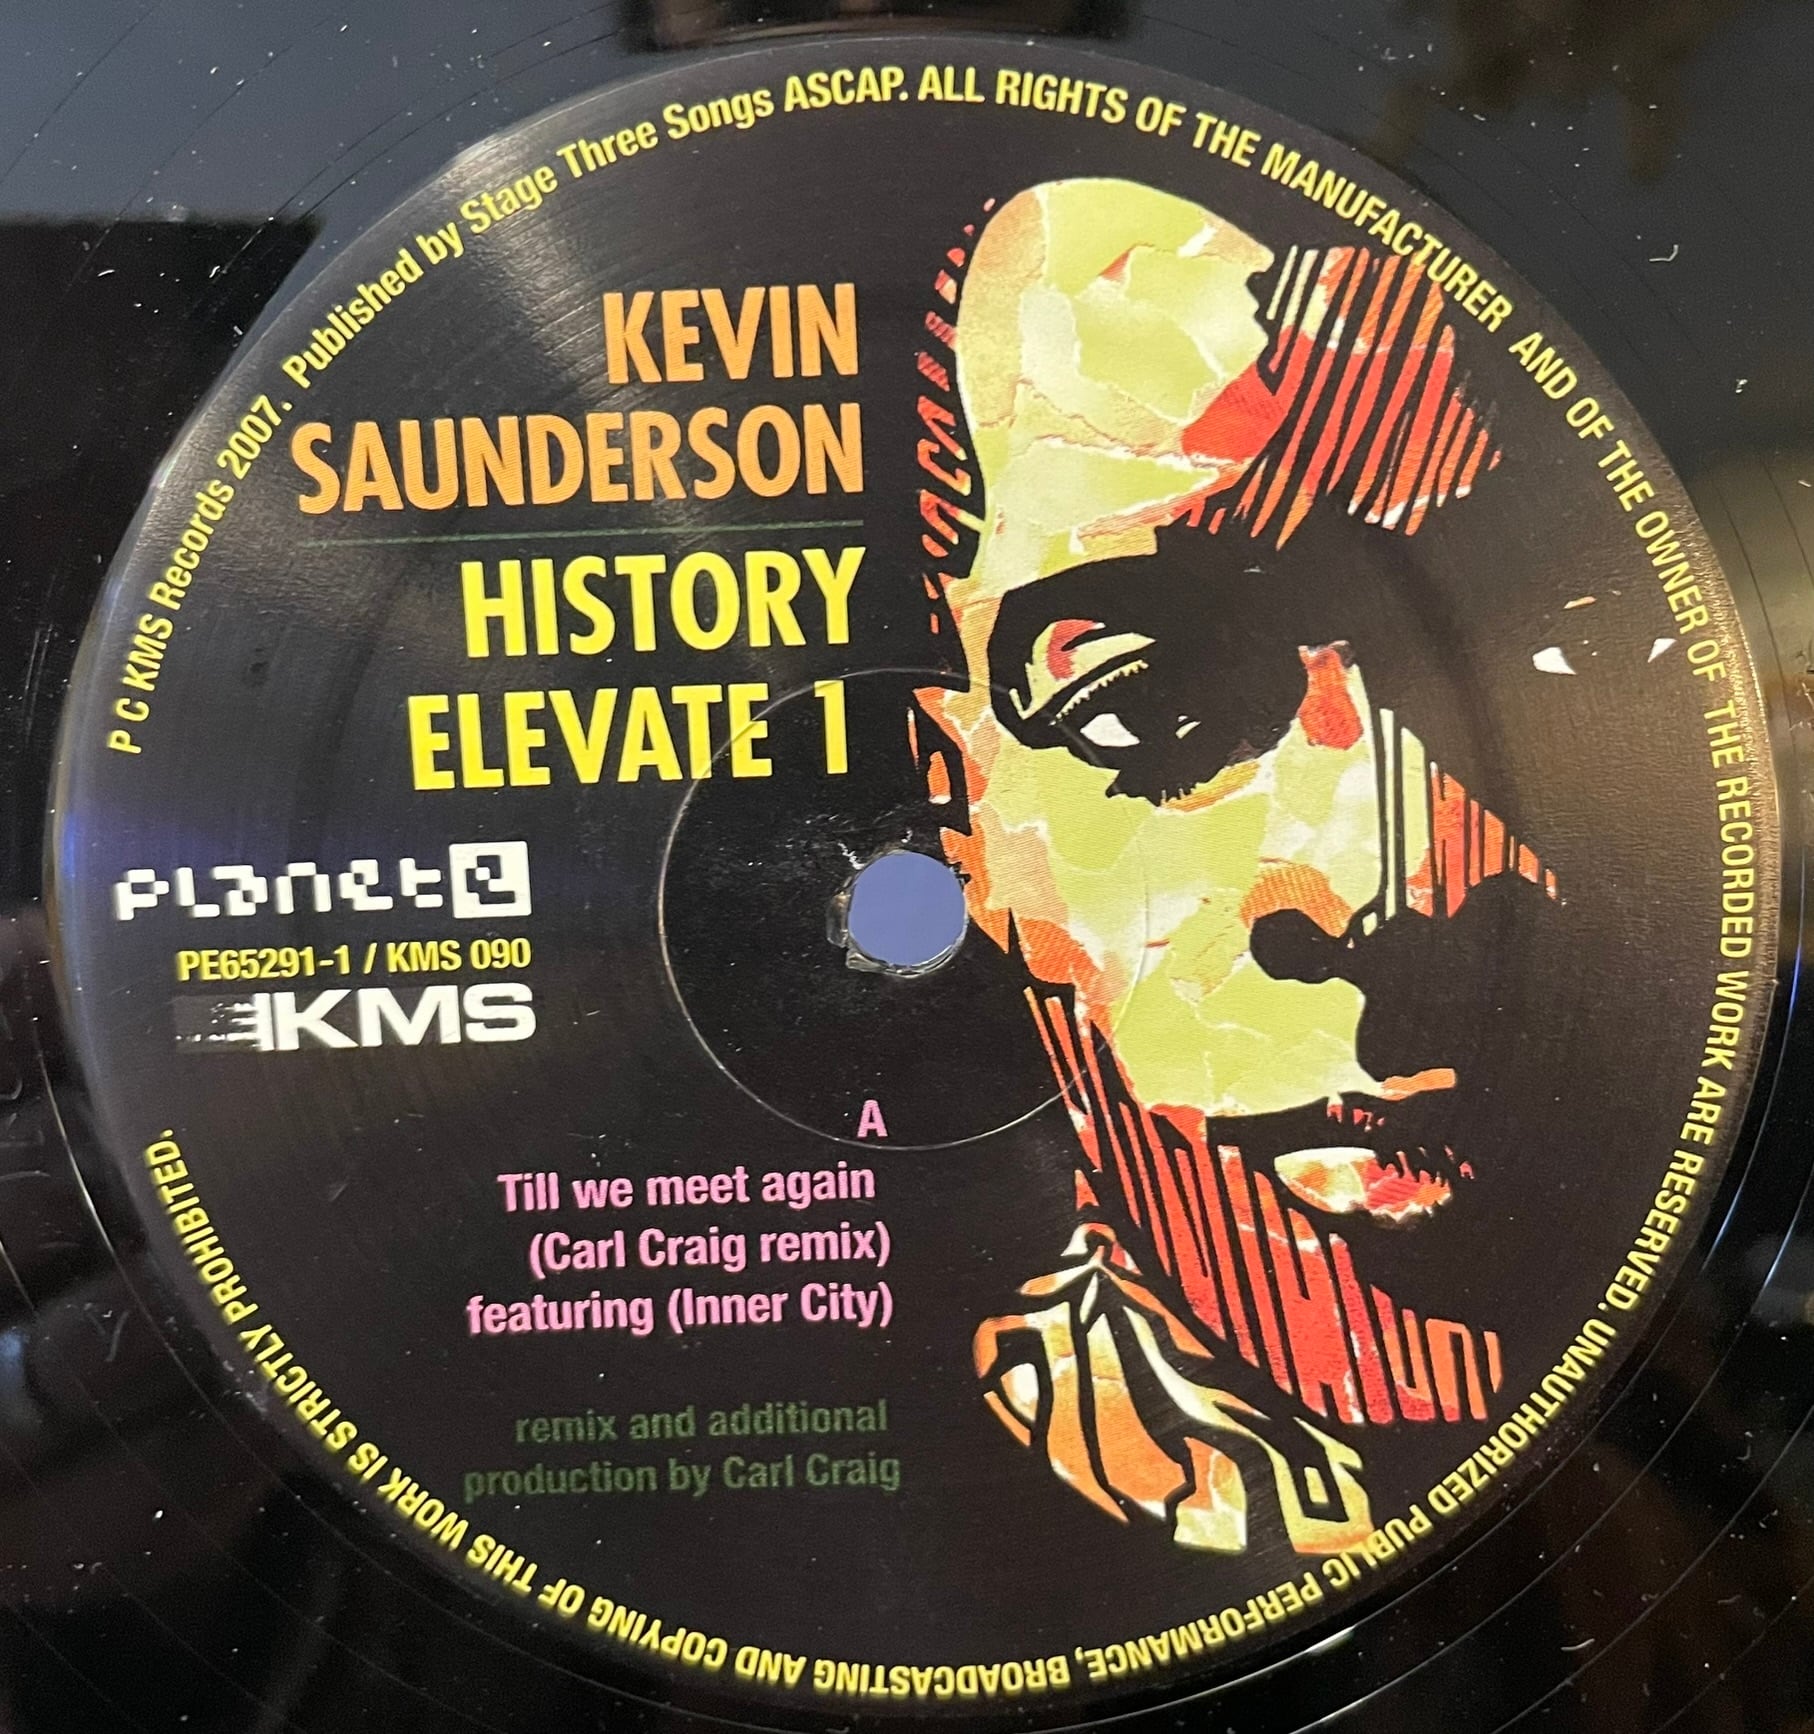 P C KMS Records 2007. Published by Stage Three Songs ASCAP. ALL RIGHTS OF THE MANUFACTURER AND OF THE OWNER OF THE RECORDED WORK ARE RESERVED. UNAUTHORIZED PUBLIC PERFORMANCE, BROADCASTING AND COPYING OF THIS WORK IS STRICTLY PROHIBITED.
KEVIN
SAUNDERSON
HISTORY
ELEVATE 1
planet e
PE65291-1 / KMS 090
KMS
A
Till we meet again
(Carl Craig remix)
featuring (Inner City)
remix and additional
production by Carl Craig